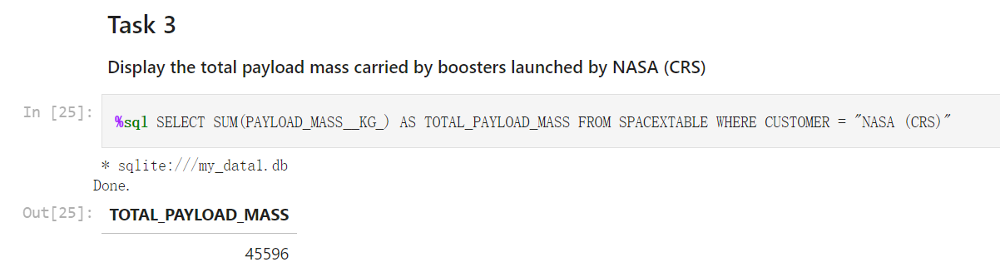 Task 3
Display the total payload mass carried by boosters launched by NASA (CRS)
In [25]: %sql SELECT SUM(PAYLOAD_MASS__KG_) AS TOTAL_PAYLOAD_MASS FROM SPACEXTABLE WHERE CUSTOMER = "NASA (CRS)"
* sqlite:///my_data1.db
Done.
Out[25]: TOTAL_PAYLOAD_MASS
45596